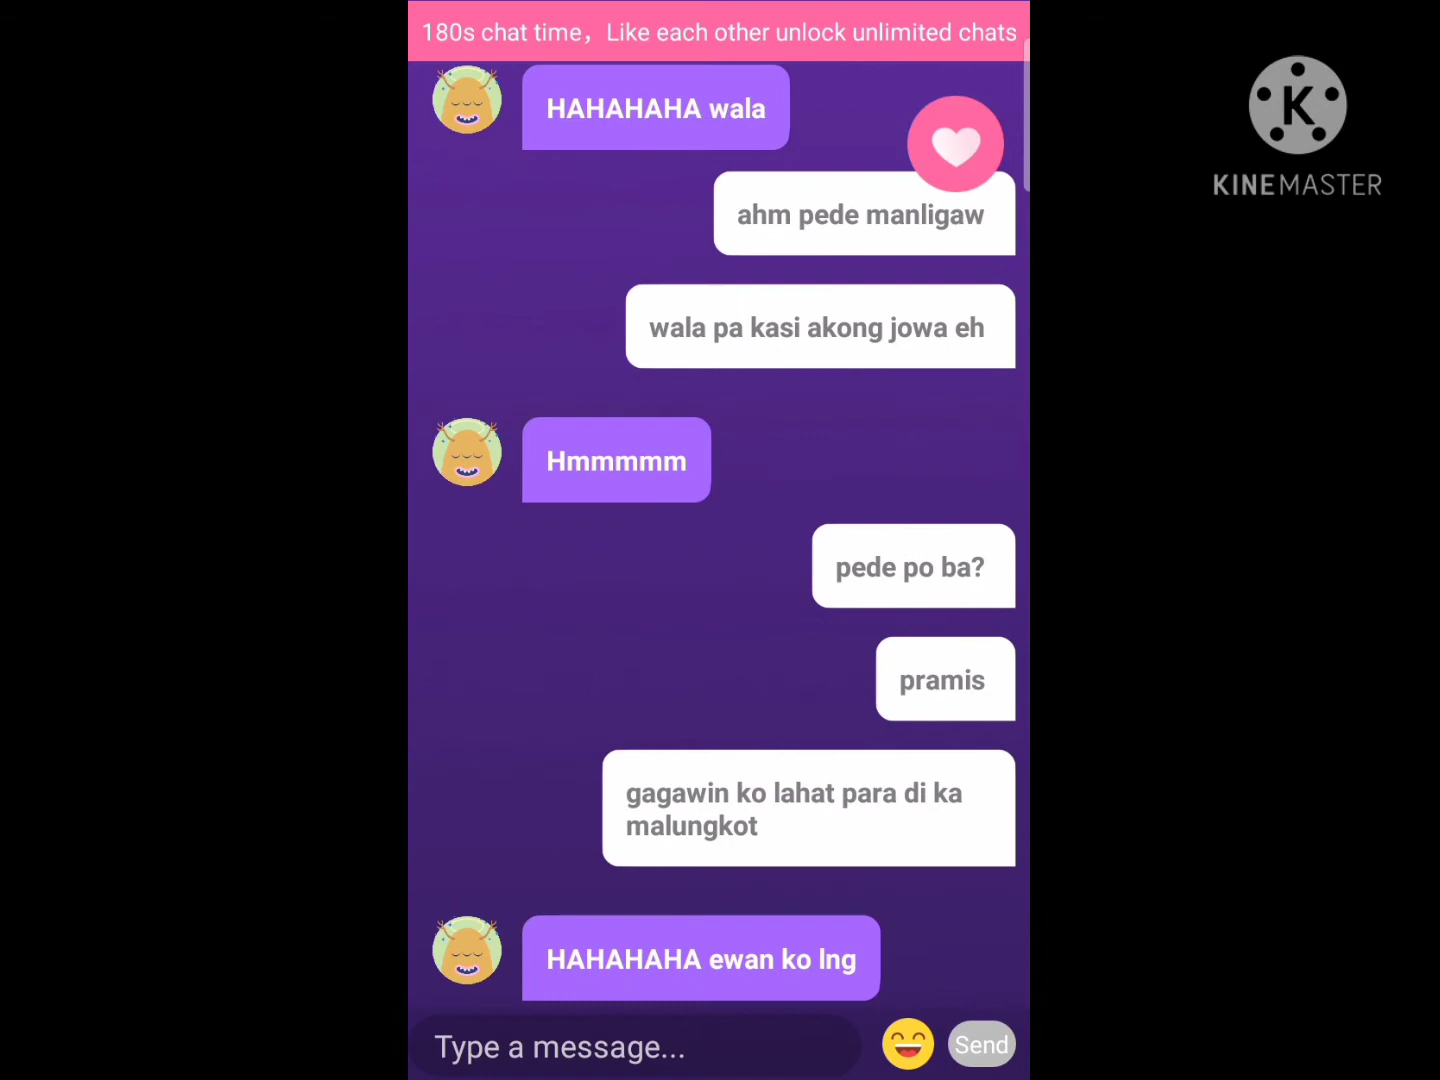 180s chat time，Like each other unlock unlimited chats
HAHAHAHA wala
ahm pede manligaw
wala pa kasi akong jowa eh
Hmmmmm
pede po ba?
pramis
gagawin ko lahat para di ka
malungkot
HAHAHAHA ewan ko lng
Type a message...
Send
K
KINEMASTER